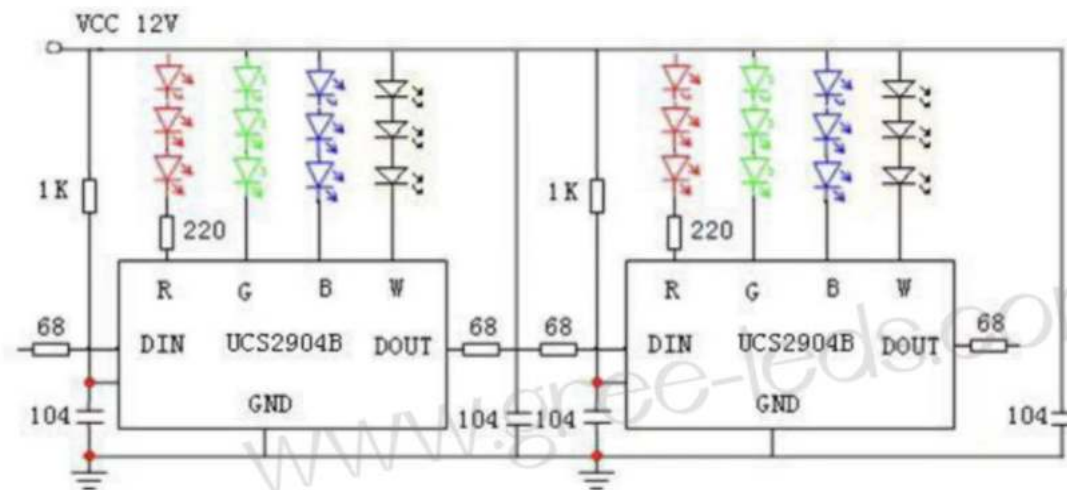 VCC 12V
1K 1K
220 220
R G B W R G B W
68 68 68 68
DIN UCS2904B DOUT DIN UCS2904B DOUT
GND GND
104 104 104 104
www.gree-leds.com